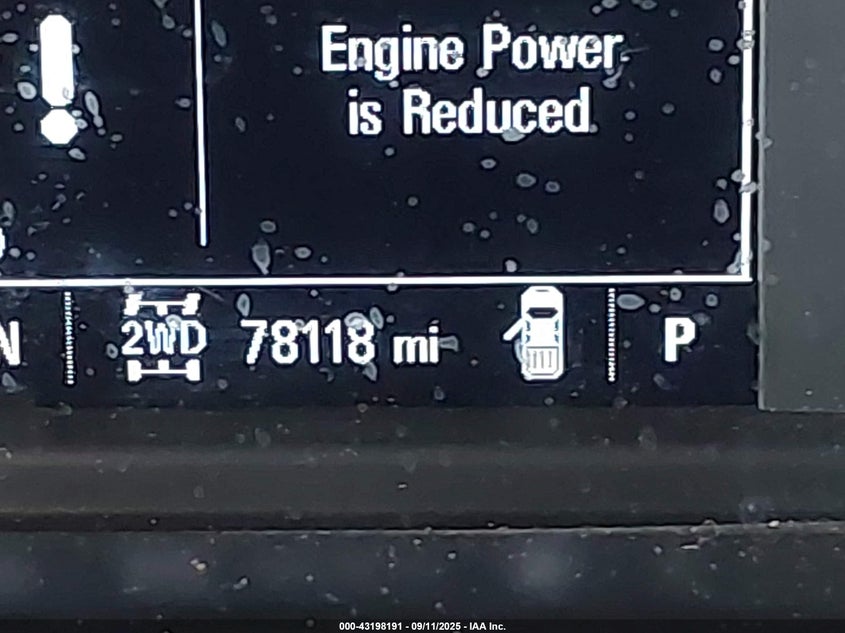 Engine Power
is Reduced
N 2WD 78118 mi P
000-43198191 - 09/11/2025 - IAA Inc.